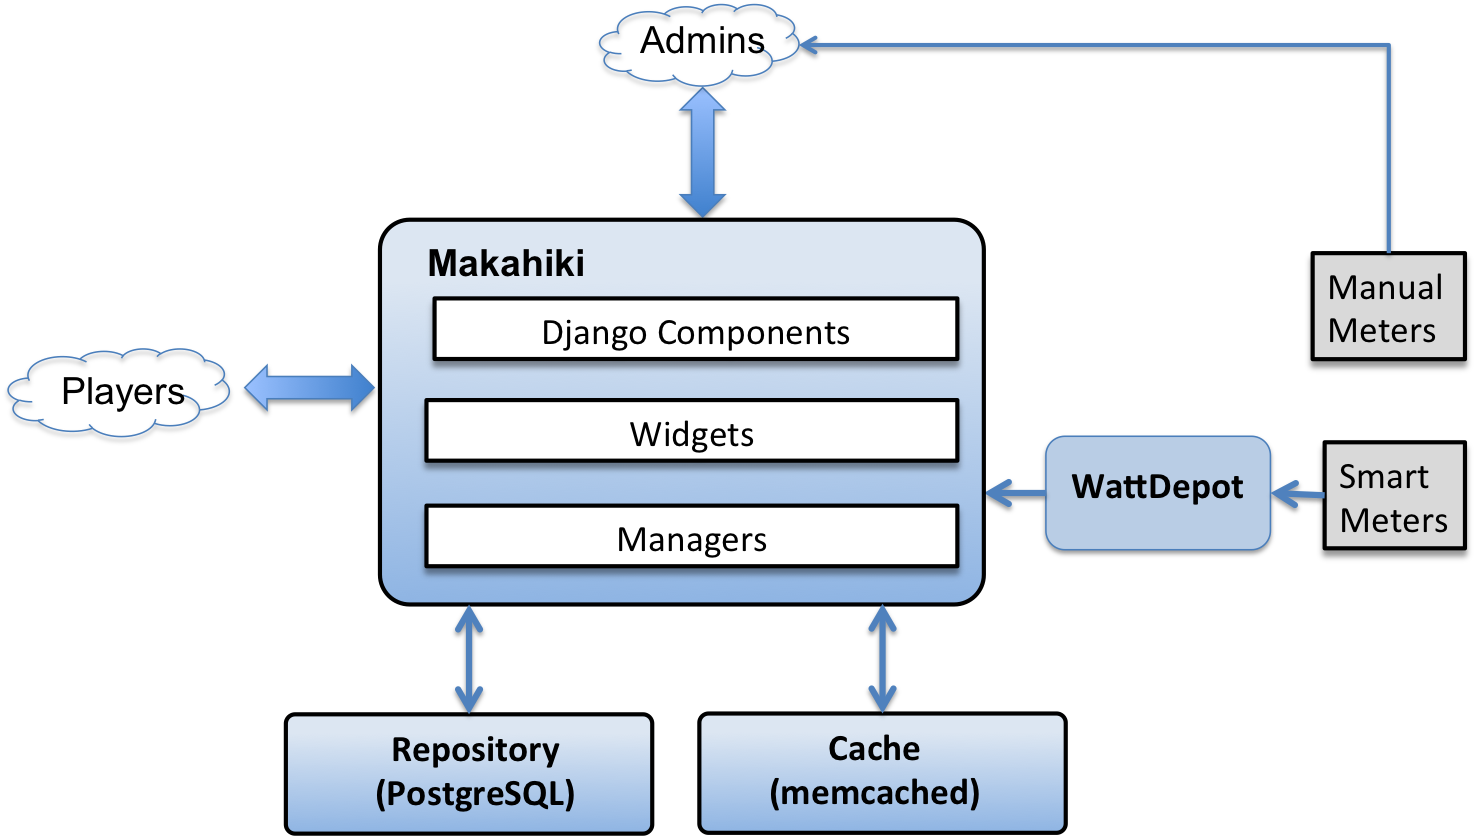 Admins
Makahiki
Django Components
Widgets
Managers
Players
Manual
Meters
WattDepot
Smart
Meters
Repository
(PostgreSQL)
Cache
(memcached)